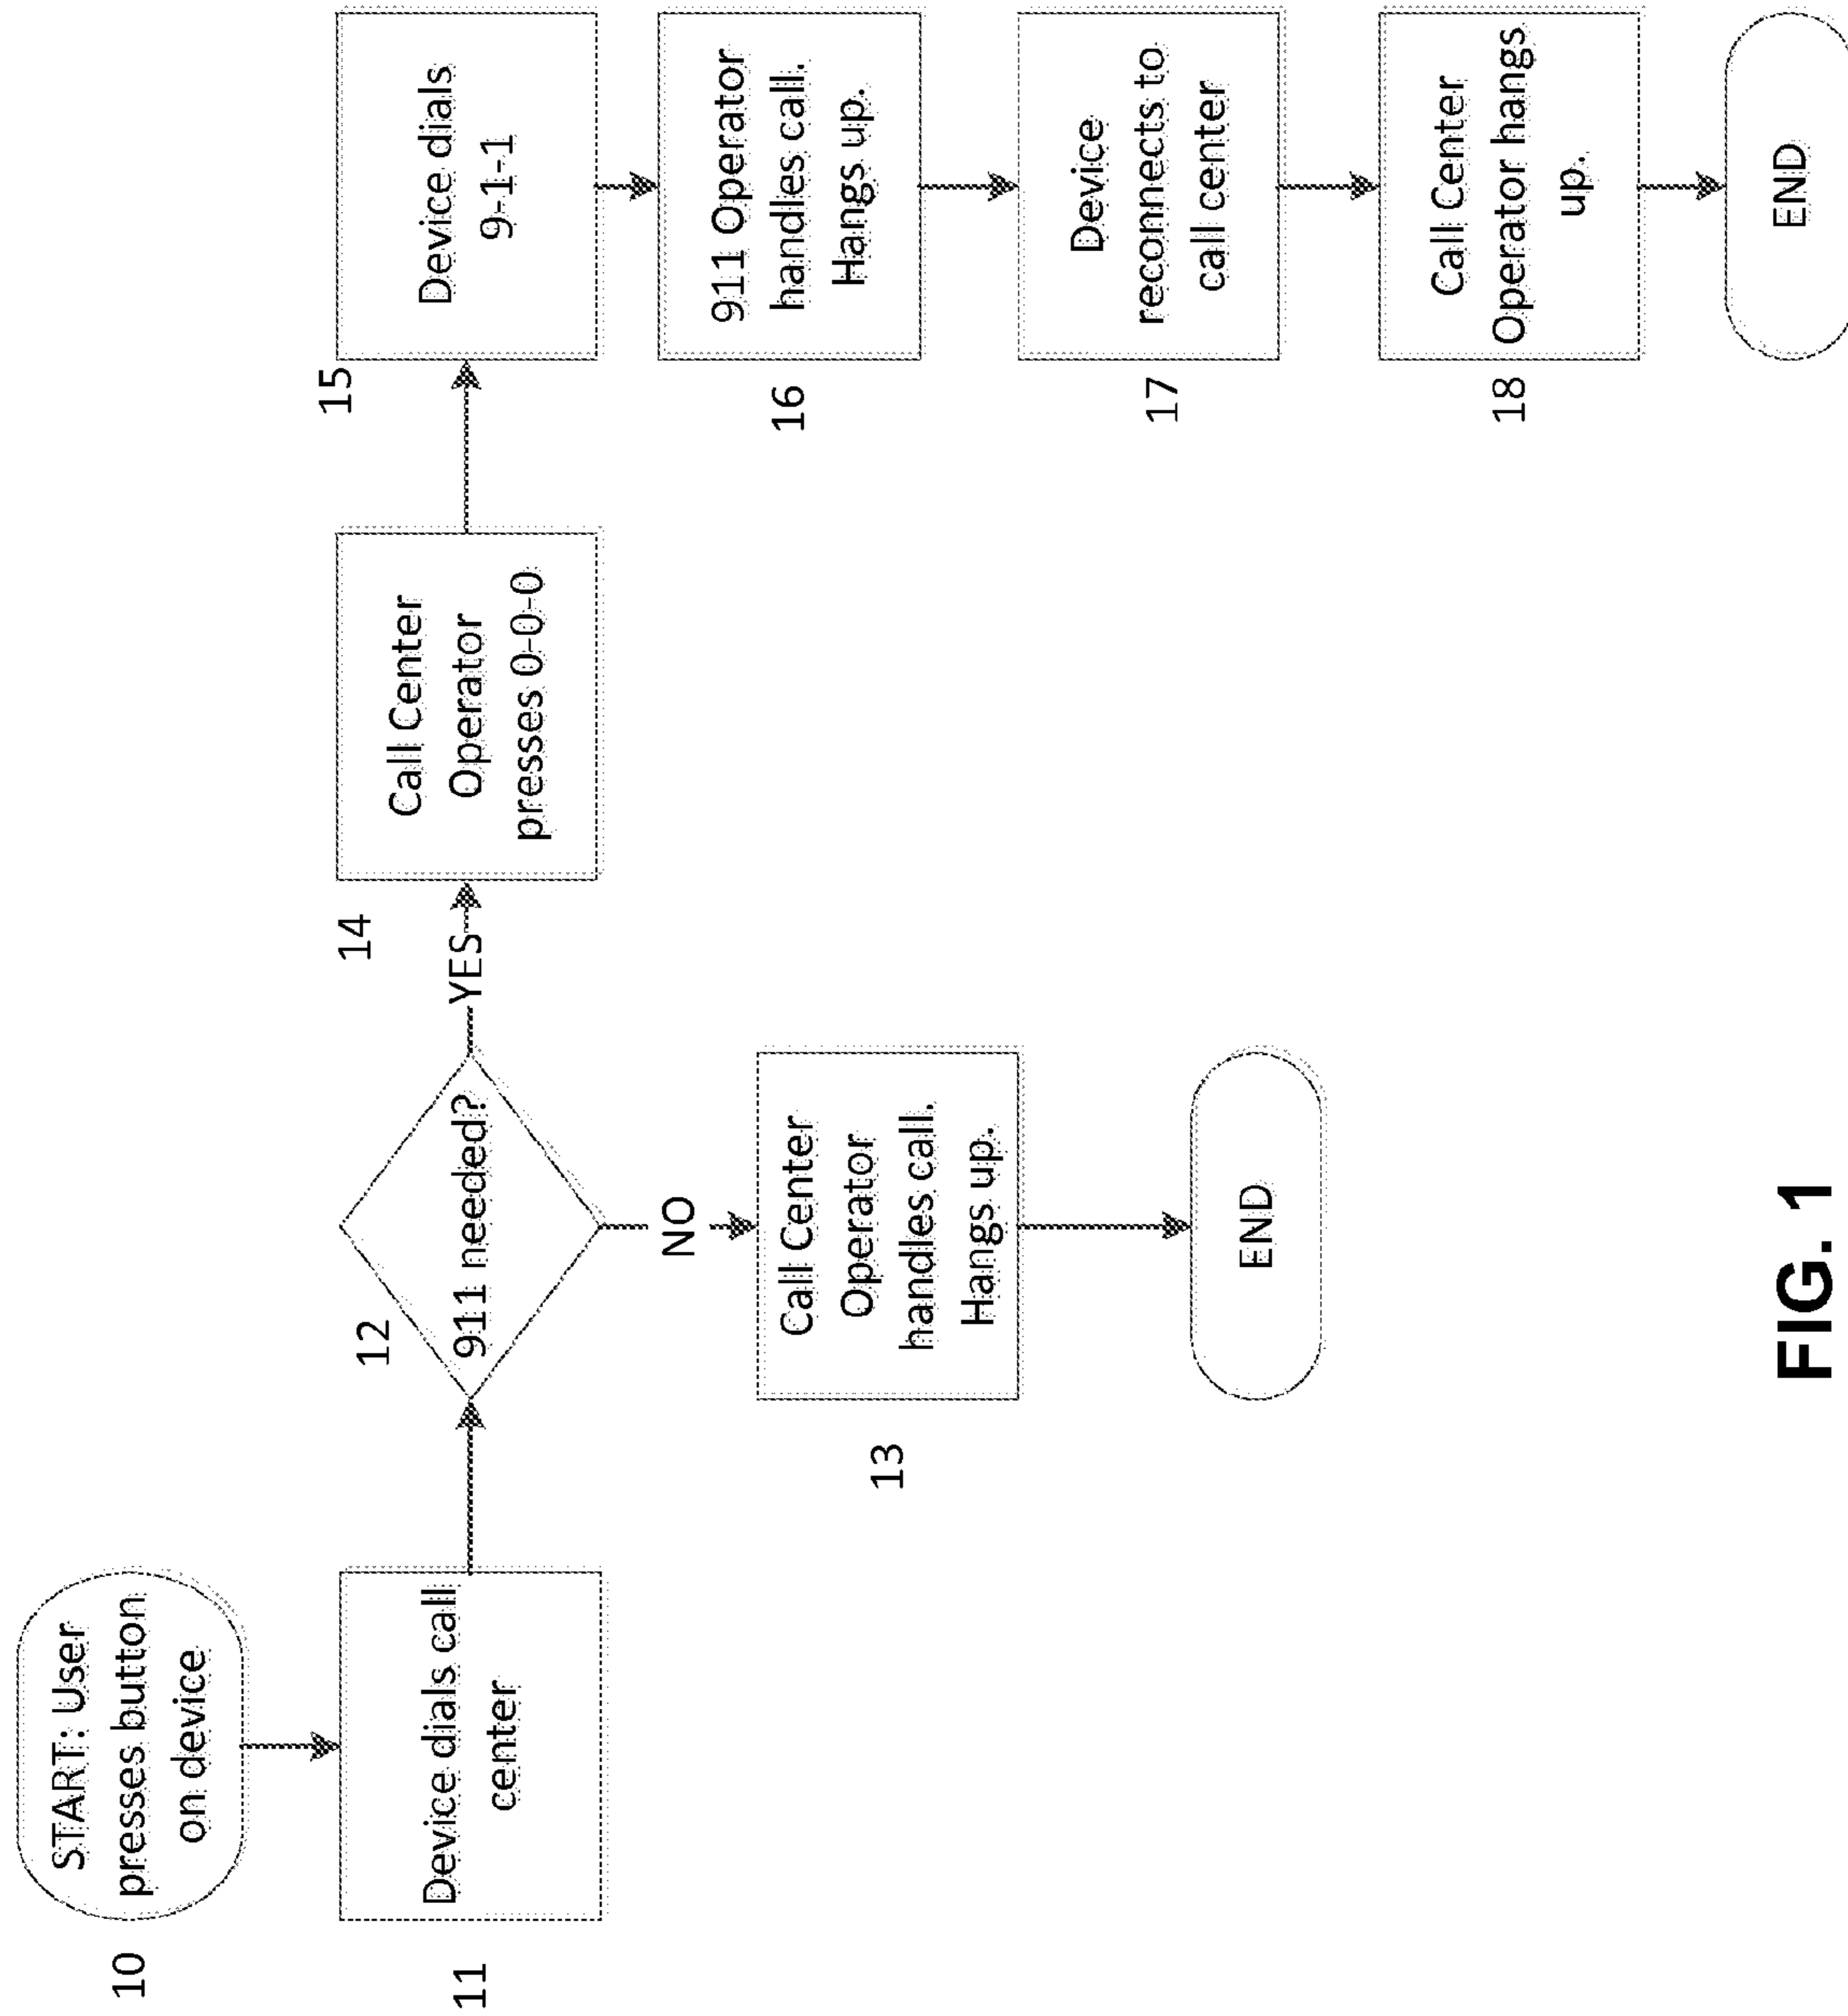 10
START: User
presses button
on device
11
Device dials call
center
12
911 needed?
NO
13
Call Center
Operator
handles call.
Hangs up.
END
YES
14
Call Center
Operator
presses 0-0-0
15
Device dials
9-1-1
16
911 Operator
handles call.
Hangs up.
17
Device
reconnects to
call center
18
Call Center
Operator hangs
up.
END
FIG. 1